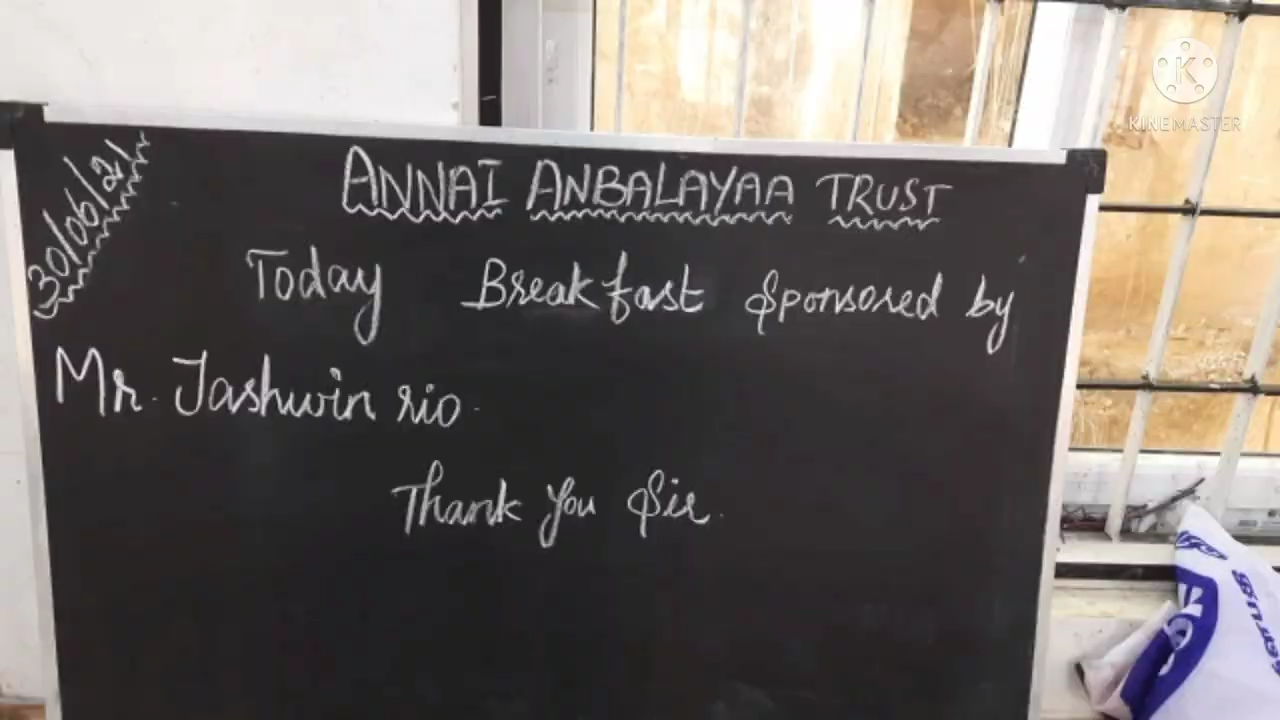 30/06/21
ANNAI ANBALAYAA TRUST
Today Breakfast Sponsored by
Mr. Jashwin rio.
Thank You Sir.
KINEMASTER